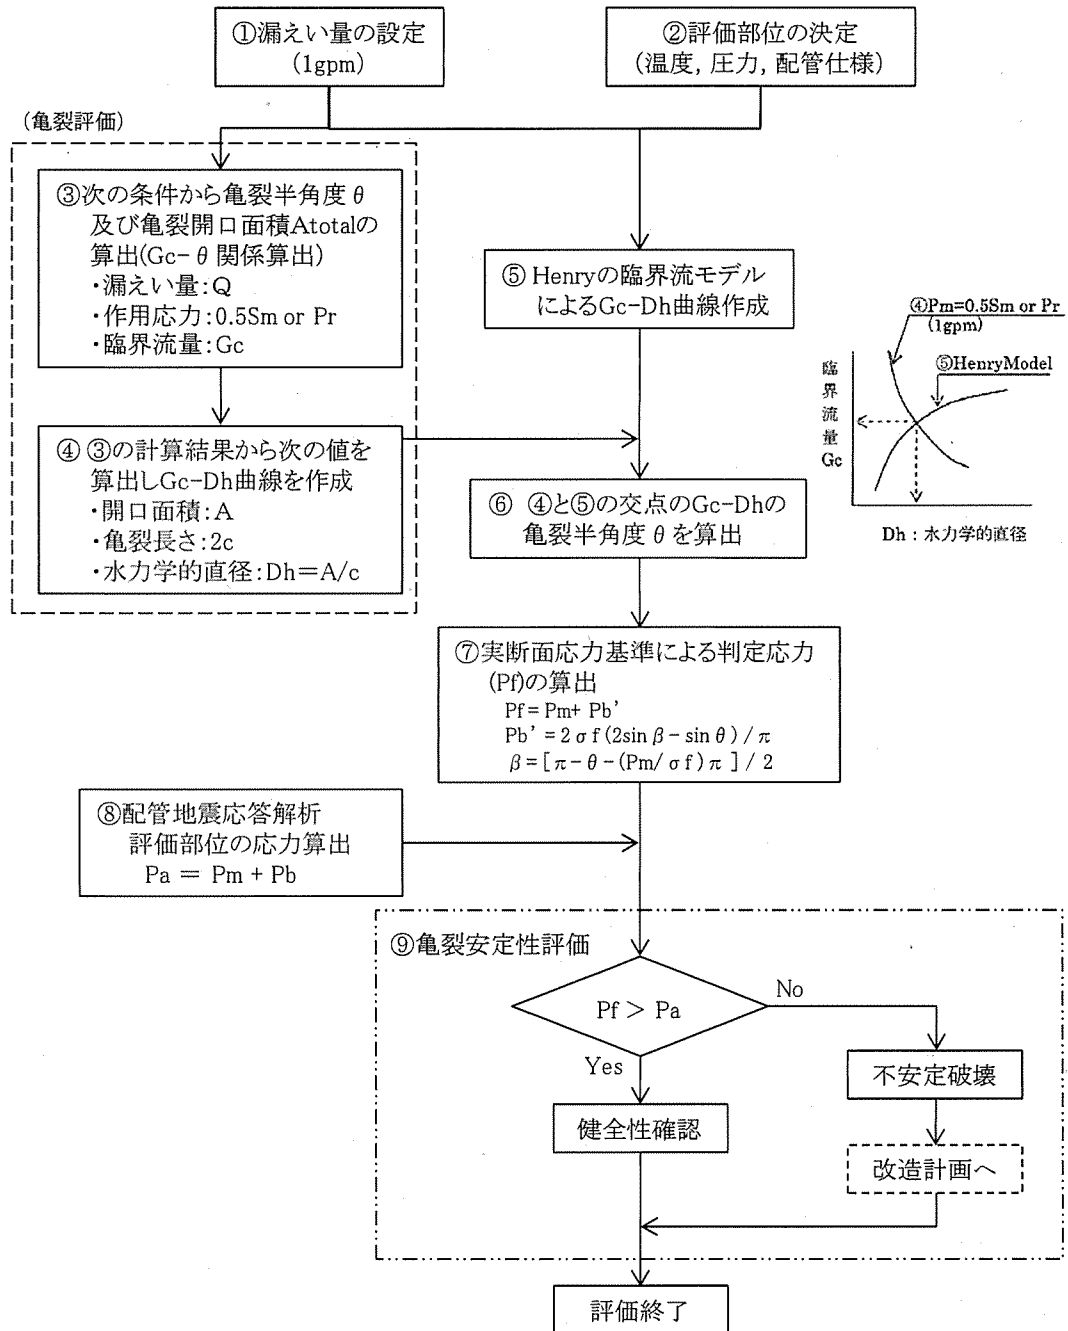 ①漏えい量の設定
(1gpm)
②評価部位の決定
(温度, 圧力, 配管仕様)
(亀裂評価)
③次の条件から亀裂半角度θ
及び亀裂開口面積Atotalの
算出(Gc-θ関係算出)
・漏えい量:Q
・作用応力:0.5Sm or Pr
・臨界流量:Gc
⑤Henryの臨界流モデル
によるGc-Dh曲線作成
④Pm=0.5Sm or Pr
(1gpm)
⑤HenryModel
臨界流量Gc
Dh:水力学的直径
④ ③の計算結果から次の値を
算出しGc-Dh曲線を作成
・開口面積:A
・亀裂長さ:2c
・水力学的直径:Dh=A/c
⑥ ④と⑤の交点のGc-Dhの
亀裂半角度θを算出
⑦実断面応力基準による判定応力
(Pf)の算出
Pf=Pm+ Pb'
Pb'=2σf(2sinβ-sinθ)/π
β=[π-θ-(Pm/σf)π]/2
⑧配管地震応答解析
評価部位の応力算出
Pa = Pm + Pb
⑨亀裂安定性評価
Pf > Pa
No
Yes
不安定破壊
健全性確認
改造計画へ
評価終了